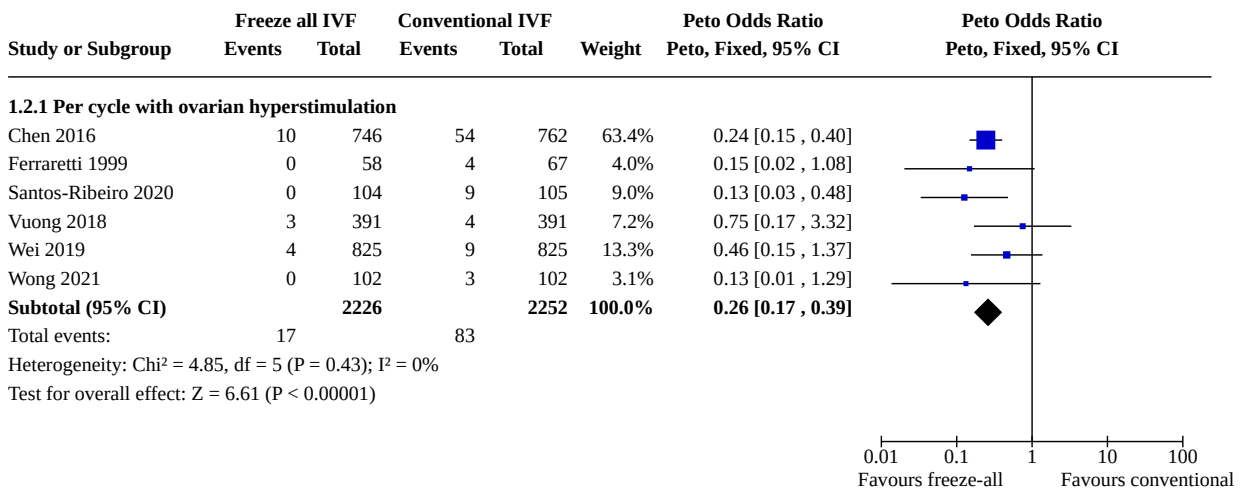 Freeze all IVF Conventional IVF Peto Odds Ratio Peto Odds Ratio
Study or Subgroup Events Total Events Total Weight Peto, Fixed, 95% CI Peto, Fixed, 95% CI
1.2.1 Per cycle with ovarian hyperstimulation
Chen 2016 10 746 54 762 63.4% 0.24 [0.15 , 0.40]
Ferraretti 1999 0 58 4 67 4.0% 0.15 [0.02 , 1.08]
Santos-Ribeiro 2020 0 104 9 105 9.0% 0.13 [0.03 , 0.48]
Vuong 2018 3 391 4 391 7.2% 0.75 [0.17 , 3.32]
Wei 2019 4 825 9 825 13.3% 0.46 [0.15 , 1.37]
Wong 2021 0 102 3 102 3.1% 0.13 [0.01 , 1.29]
Subtotal (95% CI) 2226 2252 100.0% 0.26 [0.17 , 0.39]
Total events: 17 83
Heterogeneity: Chi² = 4.85, df = 5 (P = 0.43); I² = 0%
Test for overall effect: Z = 6.61 (P < 0.00001)
0.01 0.1 1 10 100
Favours freeze-all Favours conventional